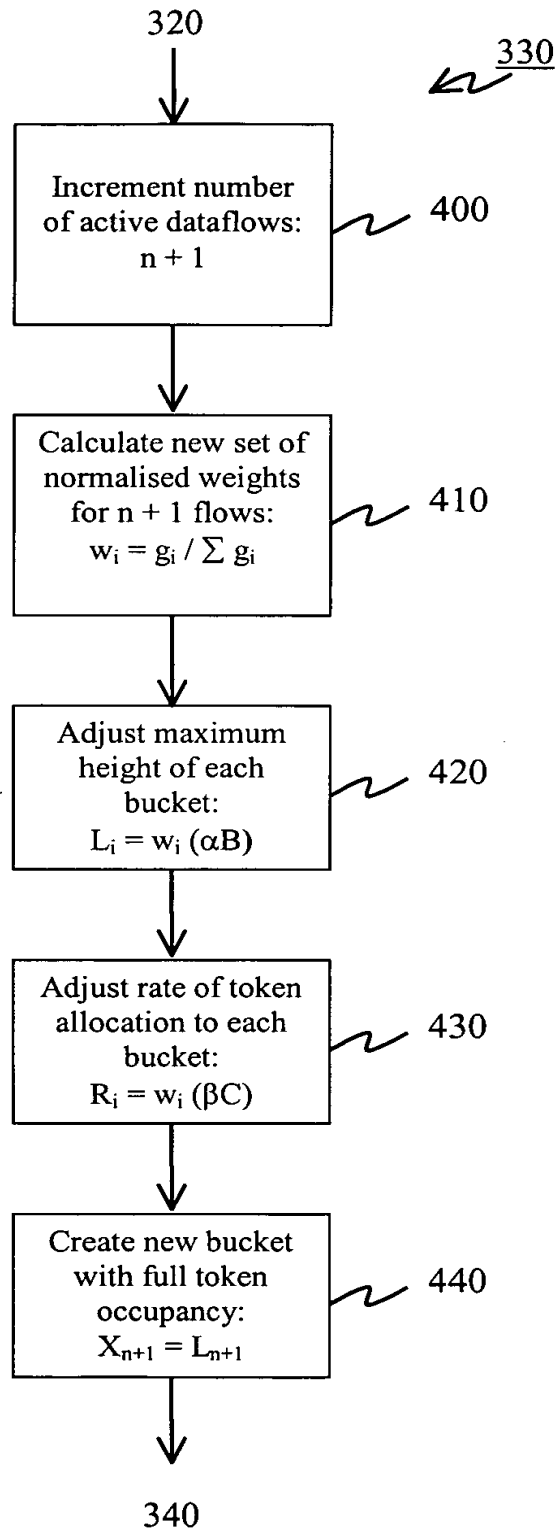 320
330
Increment number
of active dataflows:
n + 1
400
Calculate new set of
normalised weights
for n + 1 flows:
wᵢ = gᵢ / Σ gᵢ
410
Adjust maximum
height of each
bucket:
Lᵢ = wᵢ (αB)
420
Adjust rate of token
allocation to each
bucket:
Rᵢ = wᵢ (βC)
430
Create new bucket
with full token
occupancy:
Xₙ₊₁ = Lₙ₊₁
440
340